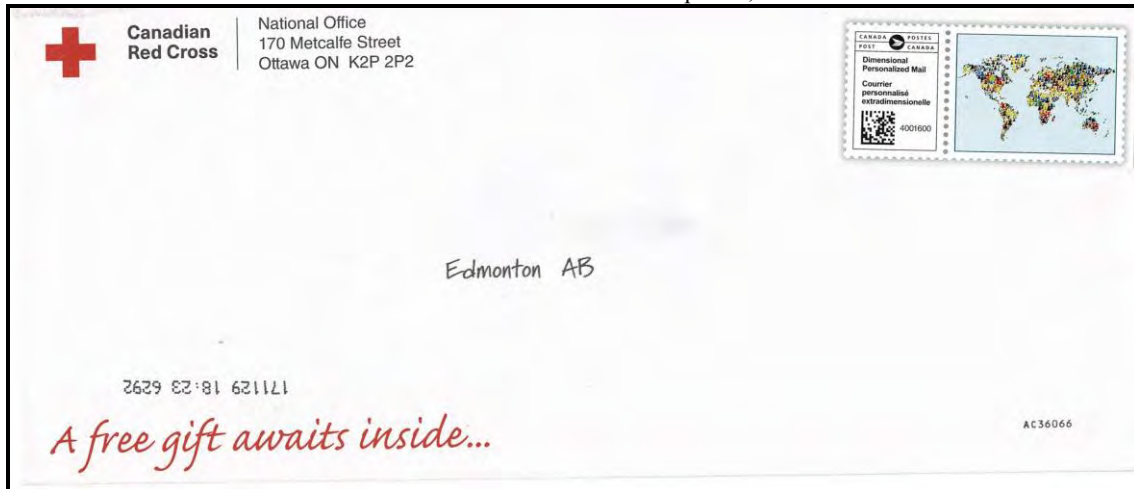 Canadian
Red Cross
National Office
170 Metcalfe Street
Ottawa ON K2P 2P2
CANADA POSTES
POST CANADA
Dimensional
Personalized Mail
Courrier
personnalisé
extradimensionelle
4001600
Edmonton AB
171129 18:23 6292
A free gift awaits inside...
AC36066